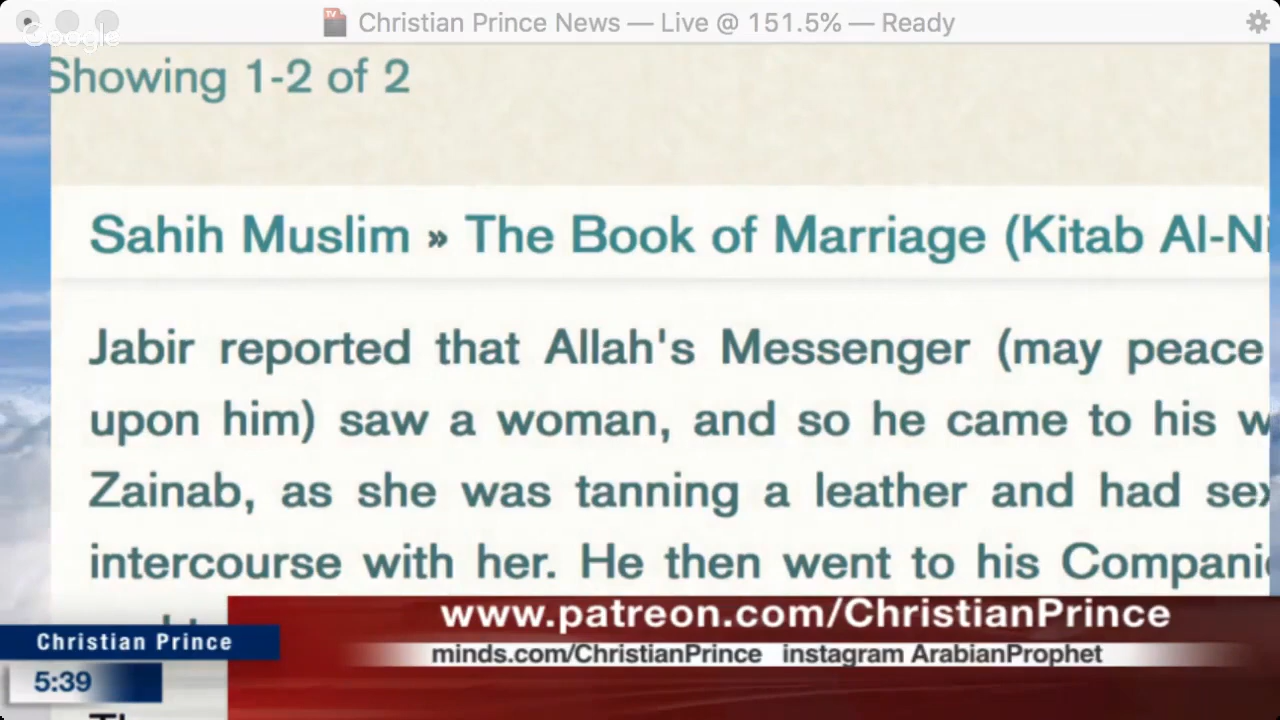 Christian Prince News — Live @ 151.5% — Ready
Google
Showing 1-2 of 2
Sahih Muslim » The Book of Marriage (Kitab Al-Ni
Jabir reported that Allah's Messenger (may peace
upon him) saw a woman, and so he came to his w
Zainab, as she was tanning a leather and had sex
intercourse with her. He then went to his Compani
www.patreon.com/ChristianPrince
Christian Prince
minds.com/ChristianPrince instagram ArabianProphet
5:39